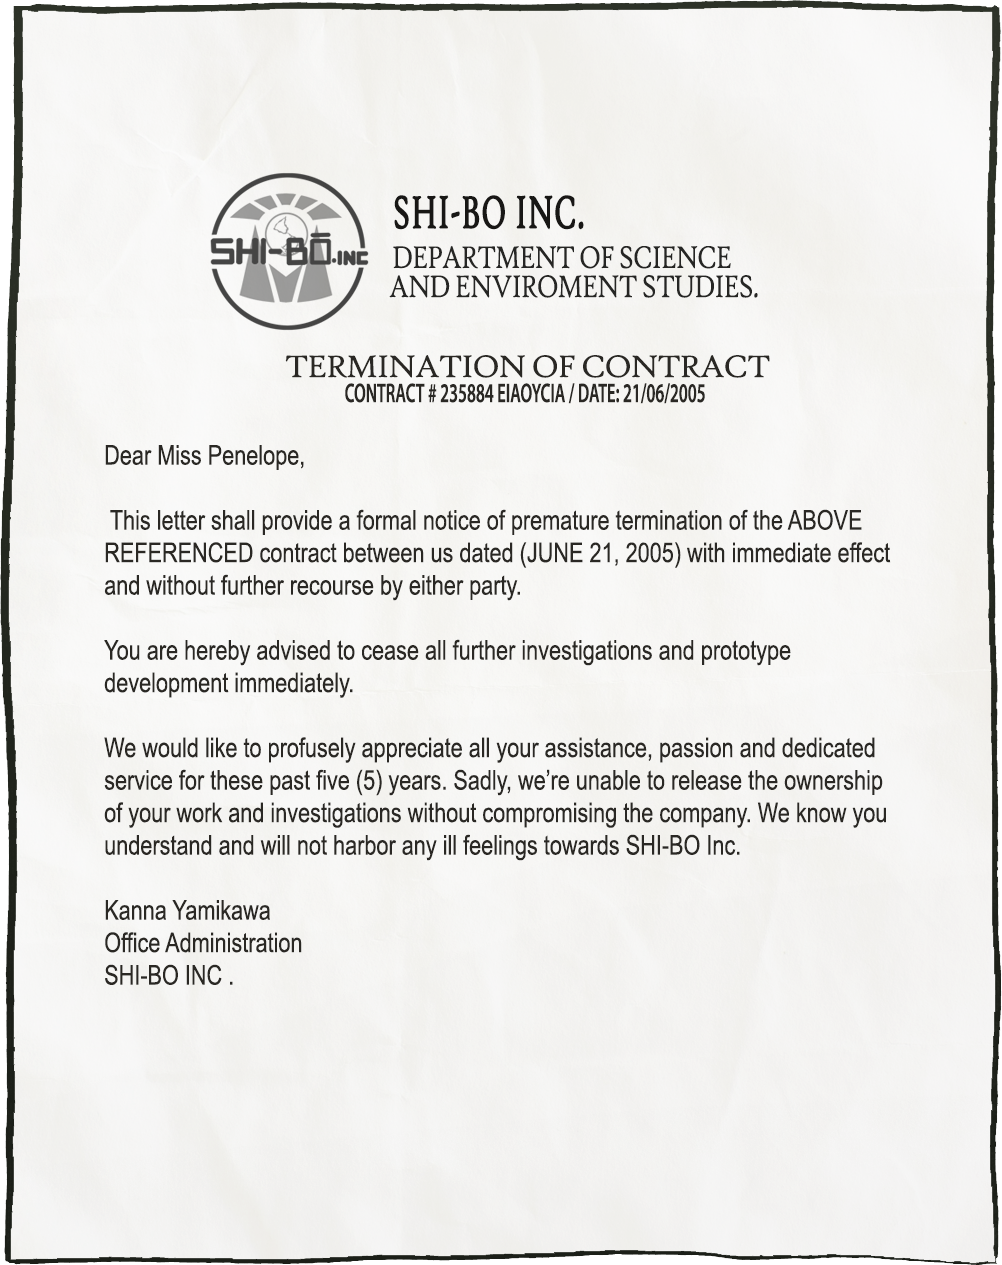 SHI-BŌ.INC
SHI-BO INC.
DEPARTMENT OF SCIENCE
AND ENVIROMENT STUDIES.
TERMINATION OF CONTRACT
CONTRACT # 235884 EIAOYCIA / DATE: 21/06/2005
Dear Miss Penelope,
This letter shall provide a formal notice of premature termination of the ABOVE
REFERENCED contract between us dated (JUNE 21, 2005) with immediate effect
and without further recourse by either party.
You are hereby advised to cease all further investigations and prototype
development immediately.
We would like to profusely appreciate all your assistance, passion and dedicated
service for these past five (5) years. Sadly, we’re unable to release the ownership
of your work and investigations without compromising the company. We know you
understand and will not harbor any ill feelings towards SHI-BO Inc.
Kanna Yamikawa
Office Administration
SHI-BO INC .